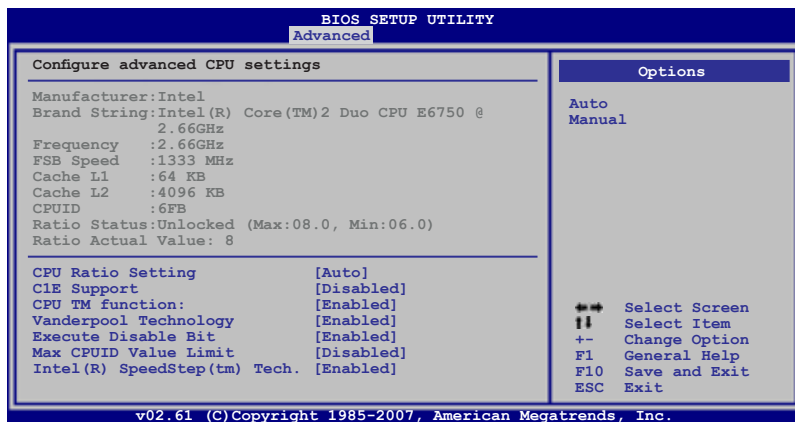 BIOS SETUP UTILITY
Advanced
Configure advanced CPU settings
Manufacturer:Intel
Brand String:Intel(R) Core(TM)2 Duo CPU E6750 @
2.66GHz
Frequency :2.66GHz
FSB Speed :1333 MHz
Cache L1 :64 KB
Cache L2 :4096 KB
CPUID :6FB
Ratio Status:Unlocked (Max:08.0, Min:06.0)
Ratio Actual Value: 8
CPU Ratio Setting [Auto]
C1E Support [Disabled]
CPU TM function: [Enabled]
Vanderpool Technology [Enabled]
Execute Disable Bit [Enabled]
Max CPUID Value Limit [Disabled]
Intel(R) SpeedStep(tm) Tech. [Enabled]
Options
Auto
Manual
←→ Select Screen
↑↓ Select Item
+- Change Option
F1 General Help
F10 Save and Exit
ESC Exit
v02.61 (C)Copyright 1985-2007, American Megatrends, Inc.